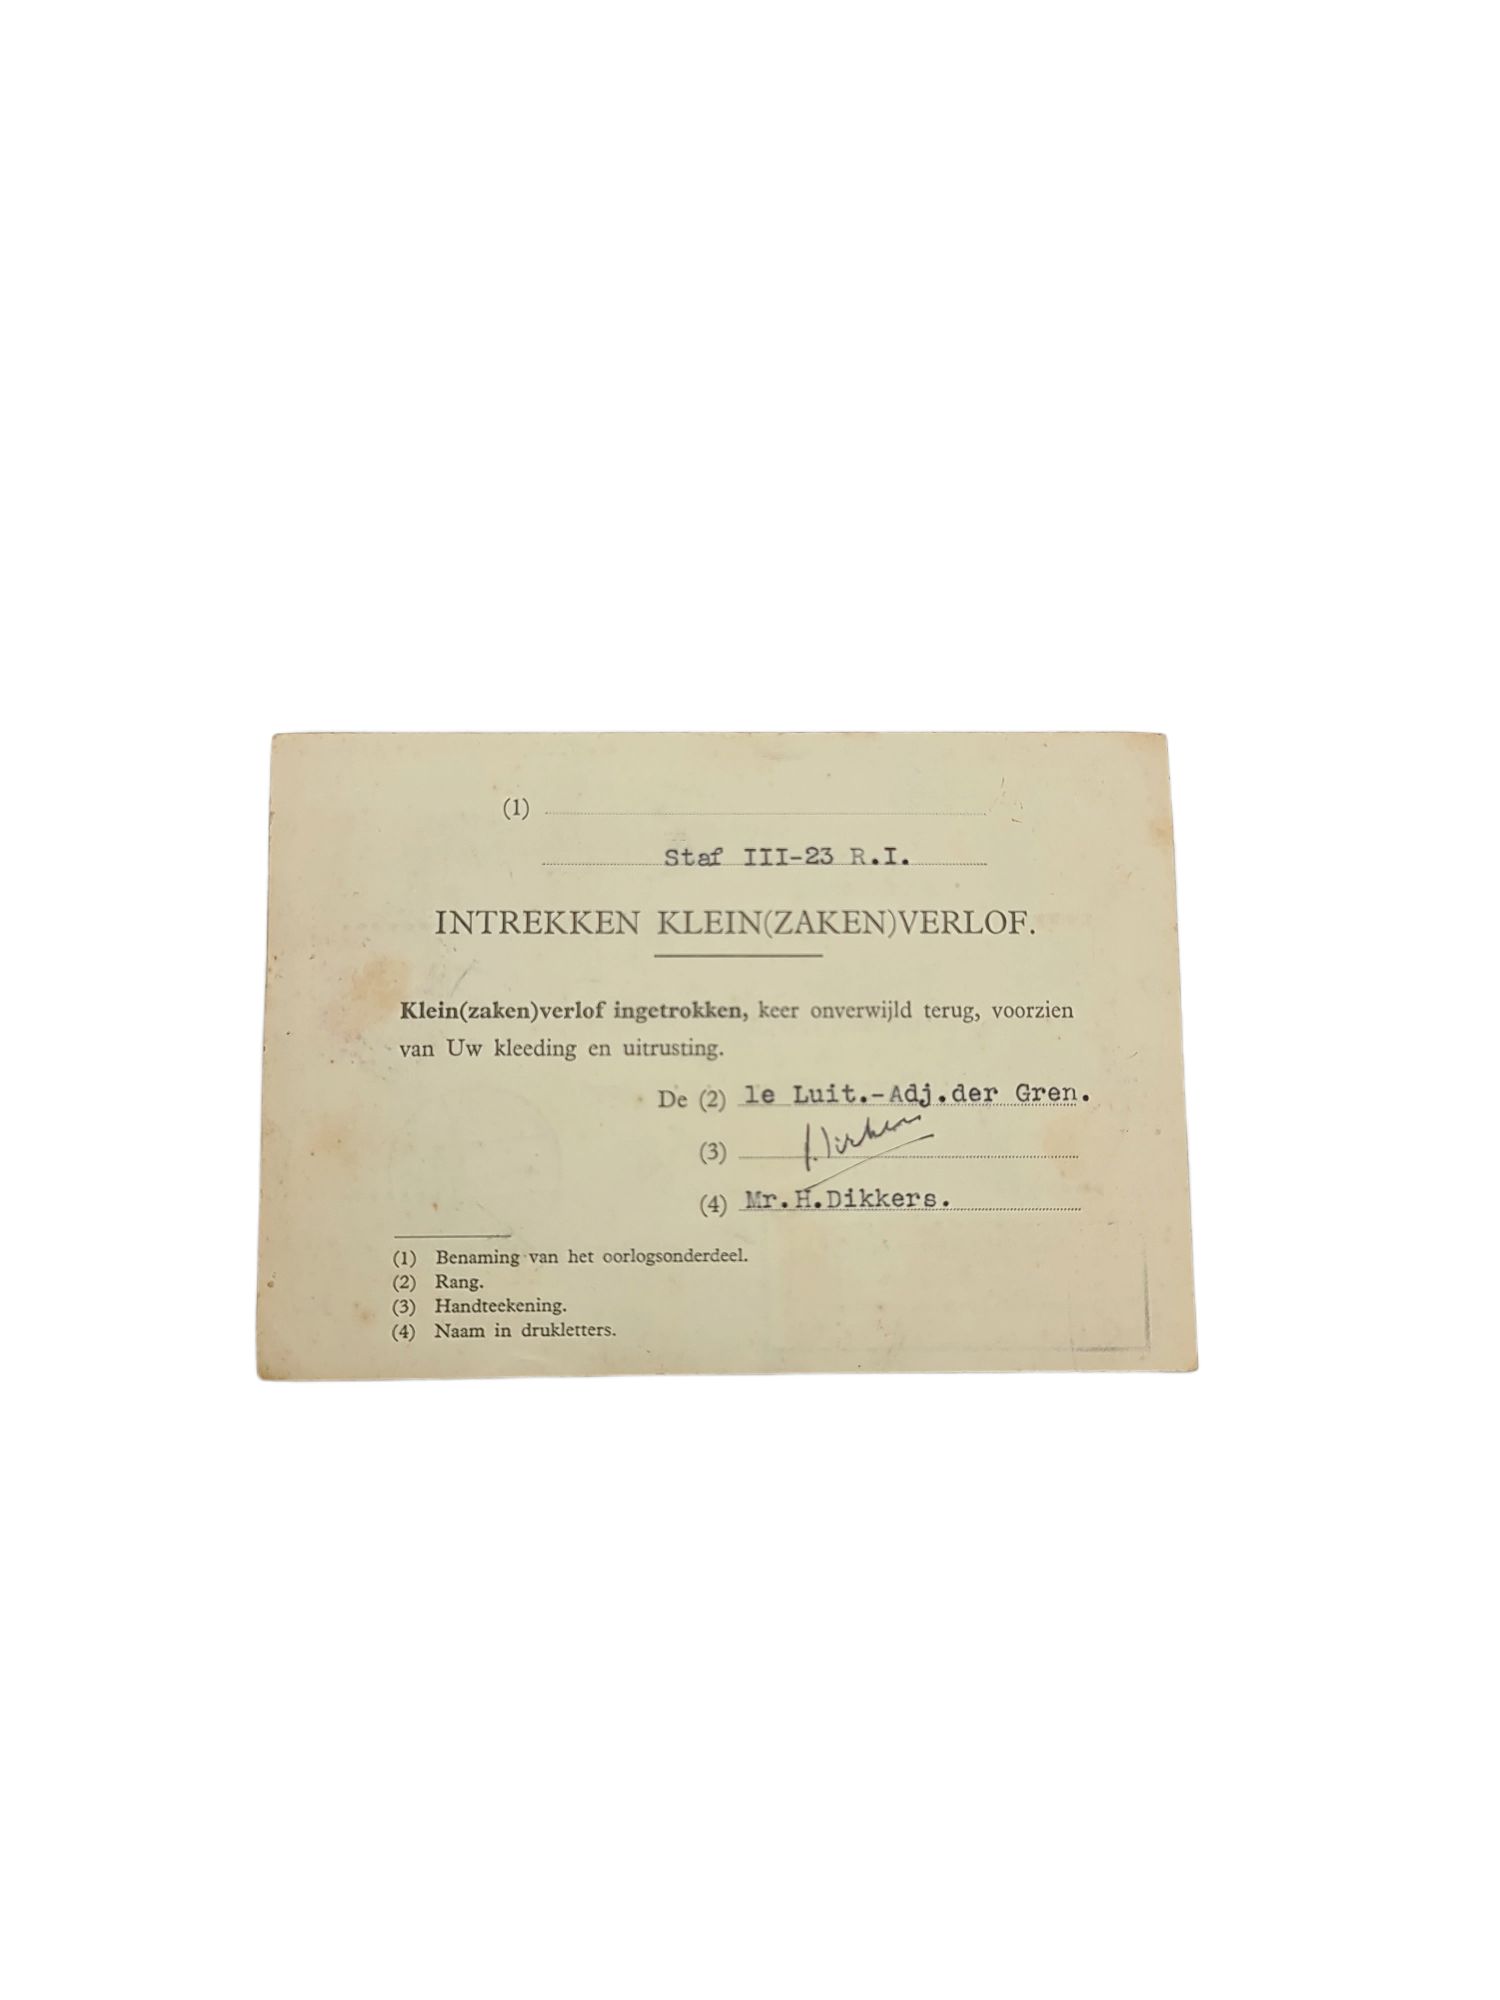 (1)
Staf III-23 R.I.
INTREKKEN KLEIN(ZAKEN)VERLOF.
Klein(zaken)verlof ingetrokken, keer onverwijld terug, voorzien
van Uw kleeding en uitrusting.
De (2) 1e Luit.-Adj.der Gren.
(3)
(4) Mr.H.Dikkers.
(1) Benaming van het oorlogsonderdeel.
(2) Rang.
(3) Handteekening.
(4) Naam in drukletters.